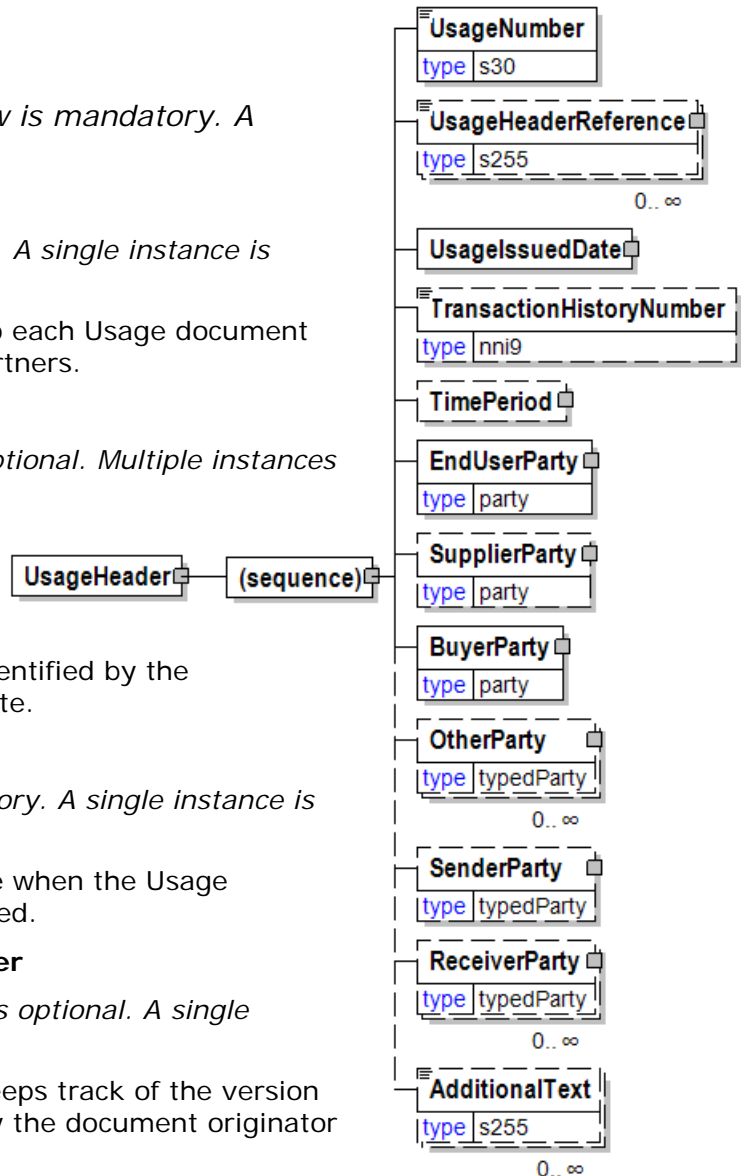 w is mandatory. A
A single instance is
o each Usage document
rtners.
ptional. Multiple instances
entified by the
te.
ory. A single instance is
e when the Usage
ed.
er
s optional. A single
eeps track of the version
y the document originator
UsageHeader
(sequence)
UsageNumber
type s30
UsageHeaderReference
type s255
0.. ∞
UsageIssuedDate
TransactionHistoryNumber
type nni9
TimePeriod
EndUserParty
type party
SupplierParty
type party
BuyerParty
type party
OtherParty
type typedParty
0.. ∞
SenderParty
type typedParty
ReceiverParty
type typedParty
0.. ∞
AdditionalText
type s255
0.. ∞